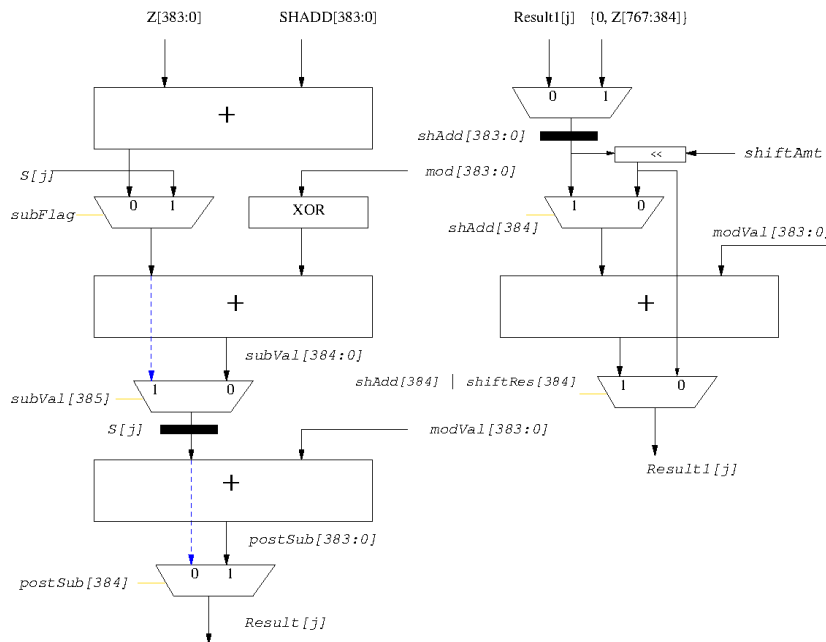 Z[383:0]
SHADD[383:0]
+
S[j]
0 1
subFlag
mod[383:0]
XOR
+
subVal[384:0]
1 0
subVal[385]
S[j]
modVal[383:0]
+
postSub[383:0]
0 1
postSub[384]
Result[j]
Result1[j]
{0, Z[767:384]}
0 1
shAdd[383:0]
<<
shiftAmt
1 0
shAdd[384]
modVal[383:0]
+
shAdd[384] | shiftRes[384]
1 0
Result1[j]